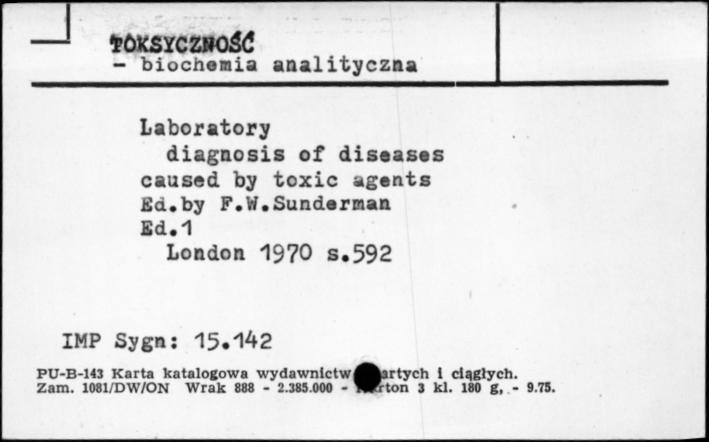 TOKSYCZNOŚĆ
- biochemia analityczna
Laboratory
diagnosis of diseases
caused by toxic agents
Ed.by F.W.Sunderman
Ed.1
London 1970 s.592
IMP Sygn: 15.142
PU-B-143 Karta katalogowa wydawnictw artych i ciągłych.
Zam. 1081/DW/ON Wrak 888 - 2.385.000 - rton 3 kl. 180 g, - 9.75.